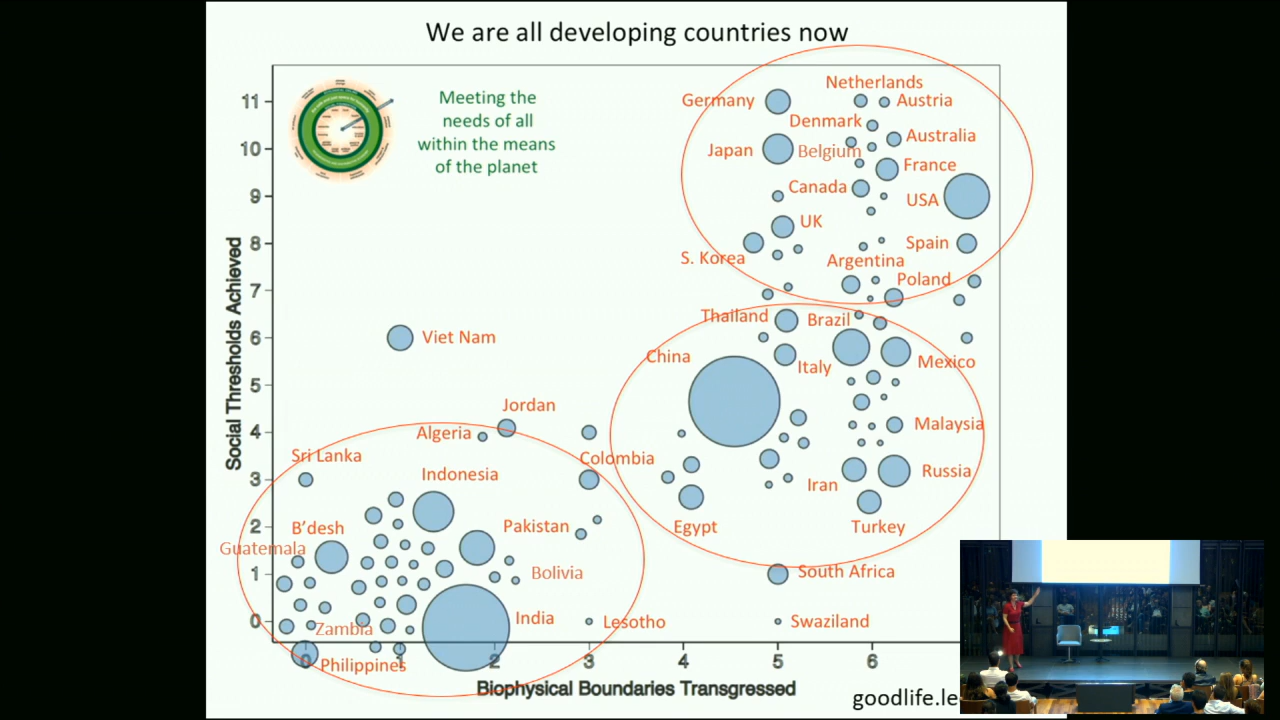 We are all developing countries now
Meeting the
needs of all
within the means
of the planet
Social Thresholds Achieved
11
10
9
8
7
6
5
4
3
2
1
0
Netherlands
Germany
Austria
Denmark
Australia
Japan
Belgium
France
Canada
USA
UK
S. Korea
Spain
Argentina
Poland
Thailand
Brazil
Viet Nam
China
Italy
Mexico
Jordan
Algeria
Malaysia
Sri Lanka
Colombia
Indonesia
Iran
Russia
B'desh
Pakistan
Egypt
Turkey
Guatemala
Bolivia
South Africa
India
Lesotho
Swaziland
Zambia
Philippines
0 1 2 3 4 5 6
Biophysical Boundaries Transgressed
goodlife.le